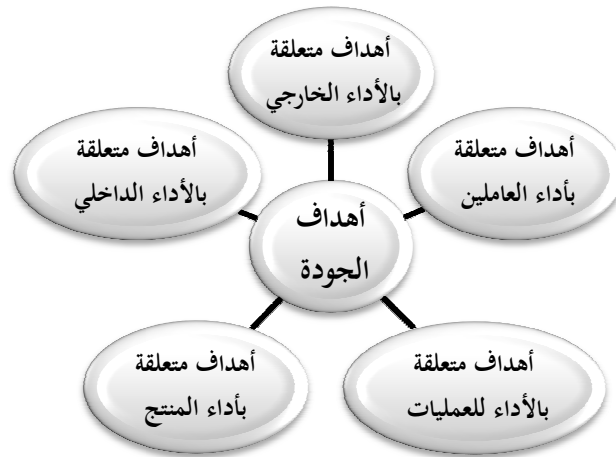 أهداف متعلقة
بالأداء الخارجي
أهداف متعلقة
بأداء العاملين
أهداف متعلقة
بالأداء الداخلي
أهداف
الجودة
أهداف متعلقة
بالأداء للعمليات
أهداف متعلقة
بأداء المنتج